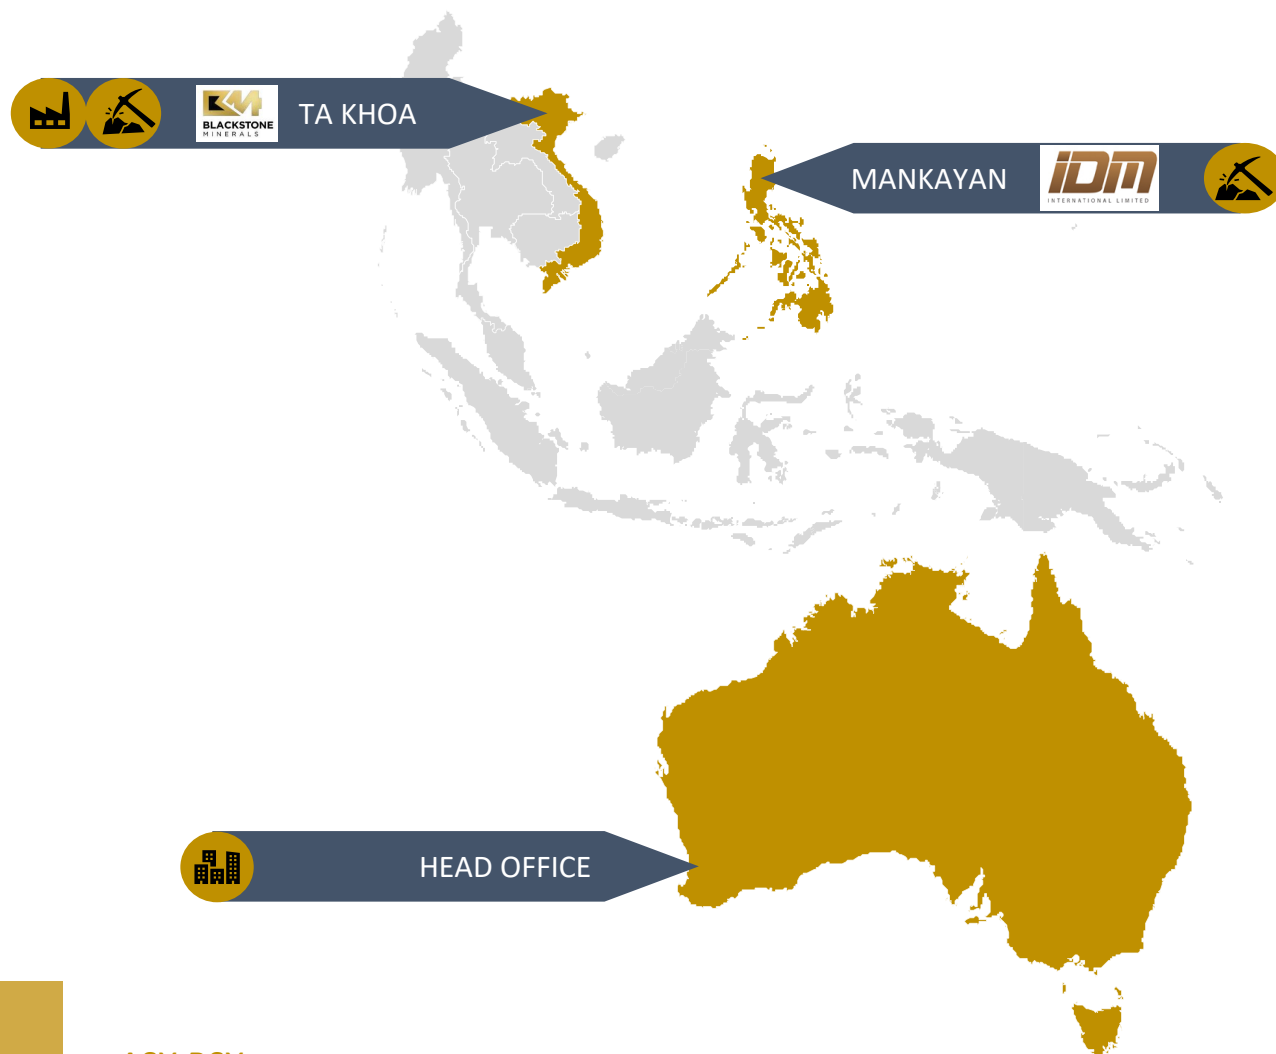 BLACKSTONE
MINERALS
TA KHOA
MANKAYAN
iDM
INTERNATIONAL LIMITED
HEAD OFFICE